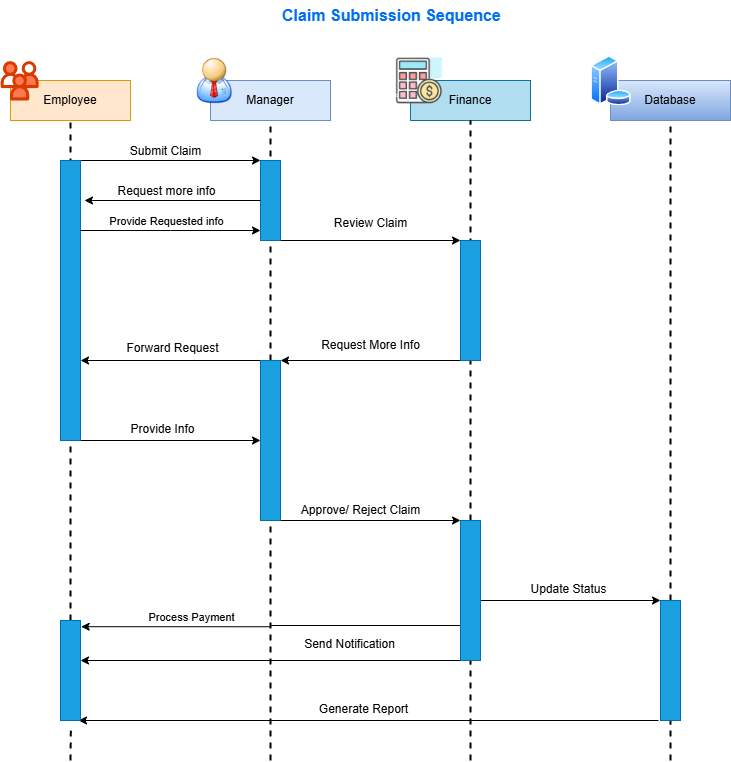 Claim Submission Sequence
Employee
Manager
Finance
Database
Submit Claim
Request more info
Provide Requested info
Review Claim
Forward Request
Request More Info
Provide Info
Approve/ Reject Claim
Update Status
Process Payment
Send Notification
Generate Report